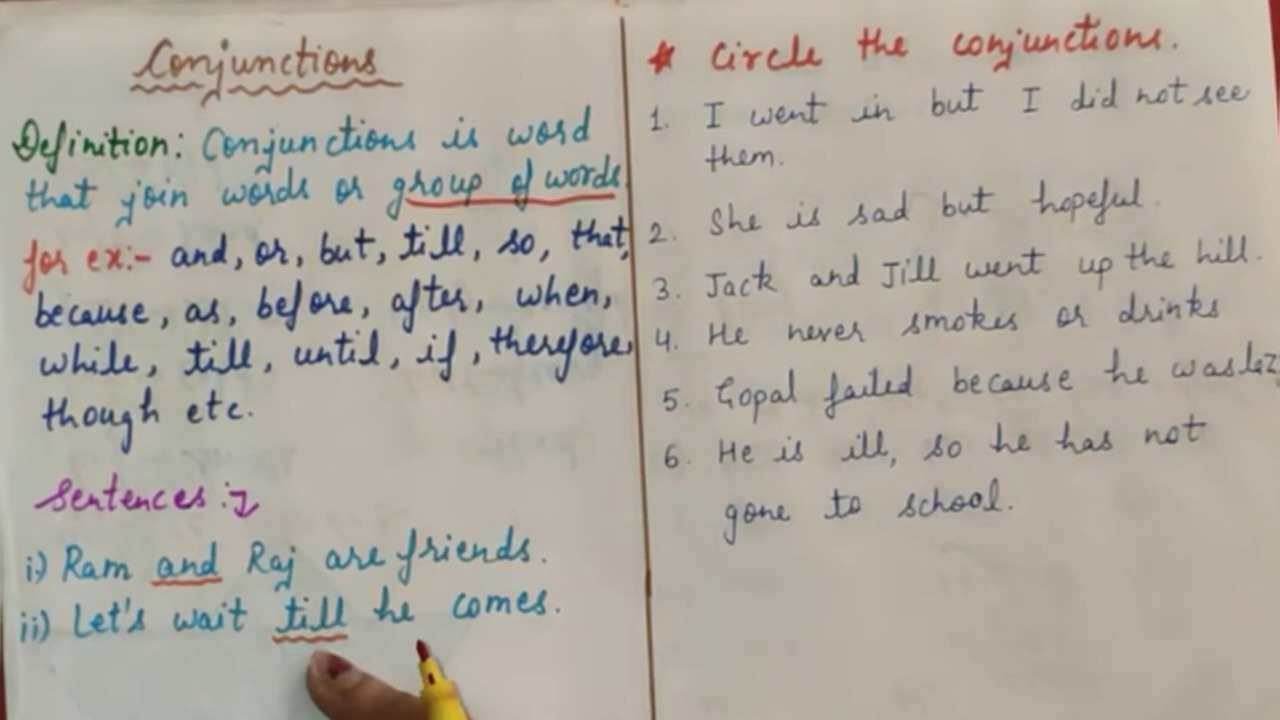 Conjunctions
Definition: Conjunctions is word
that join words or group of words
for ex:- and, or, but, till, so, that,
because, as, before, after, when,
while, till, until, if, therefore,
though etc.
Sentences :-
i) Ram and Raj are friends.
ii) Let's wait till he comes.
* Circle the conjunctions.
1. I went in but I did not see
them.
2. She is sad but hopeful.
3. Jack and Jill went up the hill.
4. He never smokes or drinks
5. Gopal failed because he was laz
6. He is ill, so he has not
gone to school.